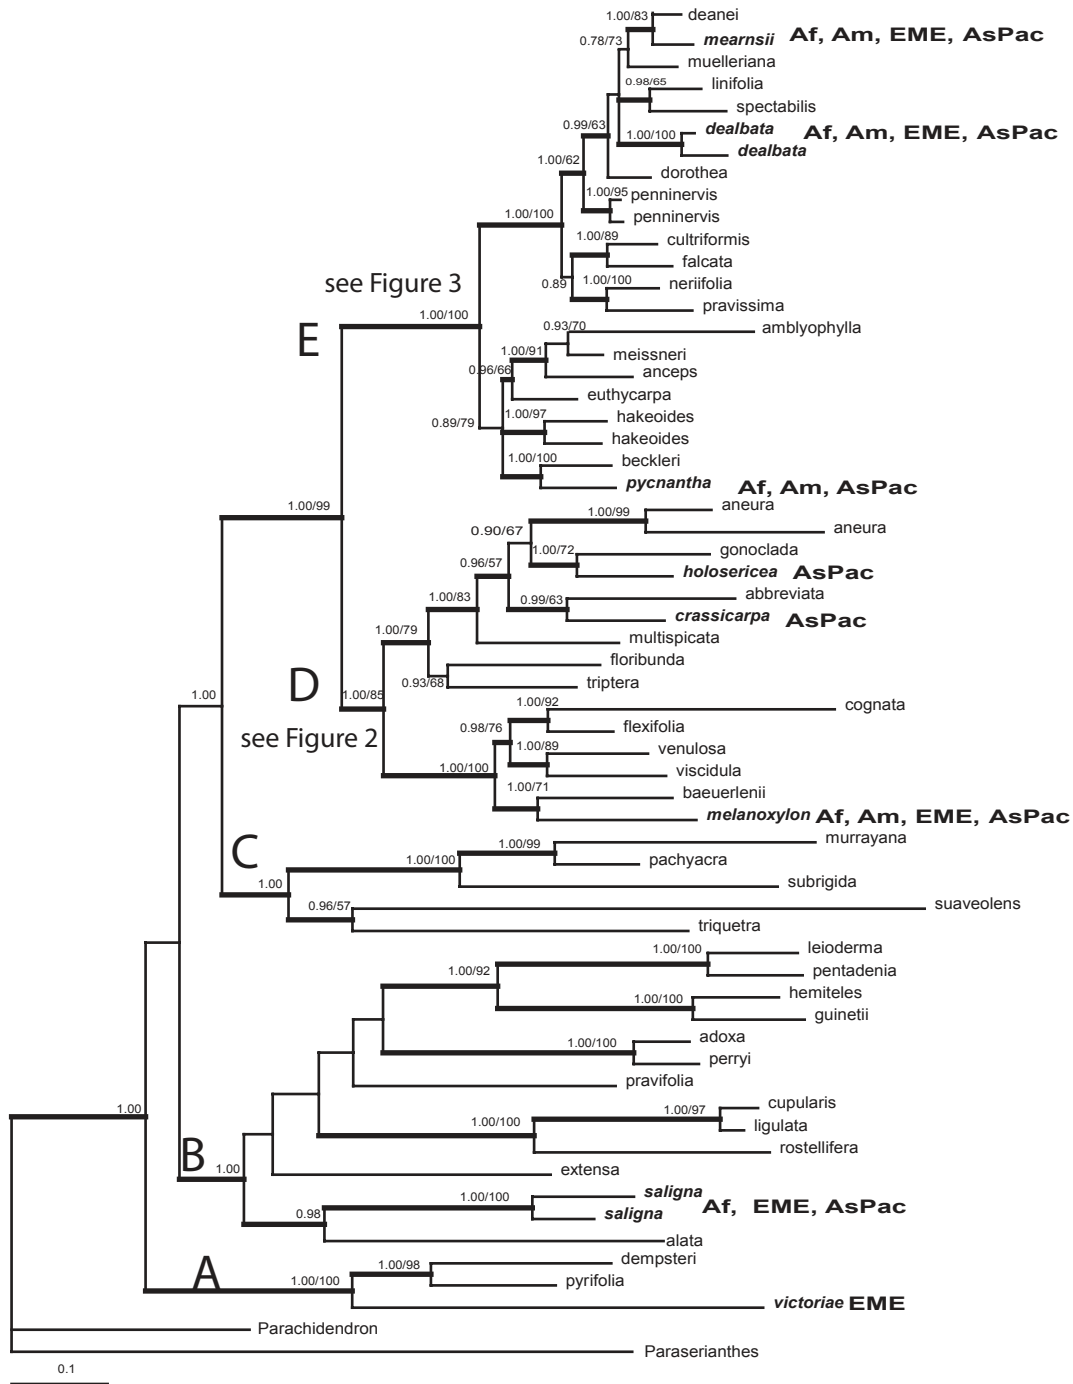 1.00/83 deanei
mearnsii Af, Am, EME, AsPac
0.78/73
muelleriana
0.98/65 linifolia
spectabilis
0.99/63 1.00/100 dealbata Af, Am, EME, AsPac
dealbata
1.00/62 dorothea
1.00/95 penninervis
penninervis
1.00/100 1.00/89 cultriformis
falcata
see Figure 3 0.89 1.00/100 neriifolia
pravissima
1.00/100 0.93/70 amblyophylla
E 1.00/91 meissneri
0.96/66 anceps
euthycarpa
0.89/79 1.00/97 hakeoides
hakeoides
1.00/100 beckleri
pycnantha Af, Am, AsPac
1.00/99 1.00/99 aneura
0.90/67 aneura
1.00/72 gonoclada
0.96/57 holosericea AsPac
1.00/83 0.99/63 abbreviata
crassicarpa AsPac
1.00/79 multispicata
floribunda
D 0.93/68 triptera
1.00/85
1.00 1.00/92 cognata
0.98/76 flexifolia
see Figure 2 1.00/89 venulosa
1.00/100 viscidula
1.00/71 baeuerlenii
melanoxylon Af, Am, EME, AsPac
C 1.00/99 murrayana
1.00/100 pachyacra
1.00 subrigida
0.96/57 suaveolens
triquetra
1.00/100 leioderma
1.00/92 pentadenia
1.00/100 hemiteles
guinetii
1.00/100 adoxa
perryi
pravifolia
1.00 1.00/97 cupularis
1.00/100 ligulata
rostellifera
B 1.00 extensa
1.00/100 saligna Af, EME, AsPac
0.98 saligna
alata
A 1.00/98 dempsteri
1.00/100 pyrifolia
victoriae EME
Parachidendron
Paraserianthes
0.1